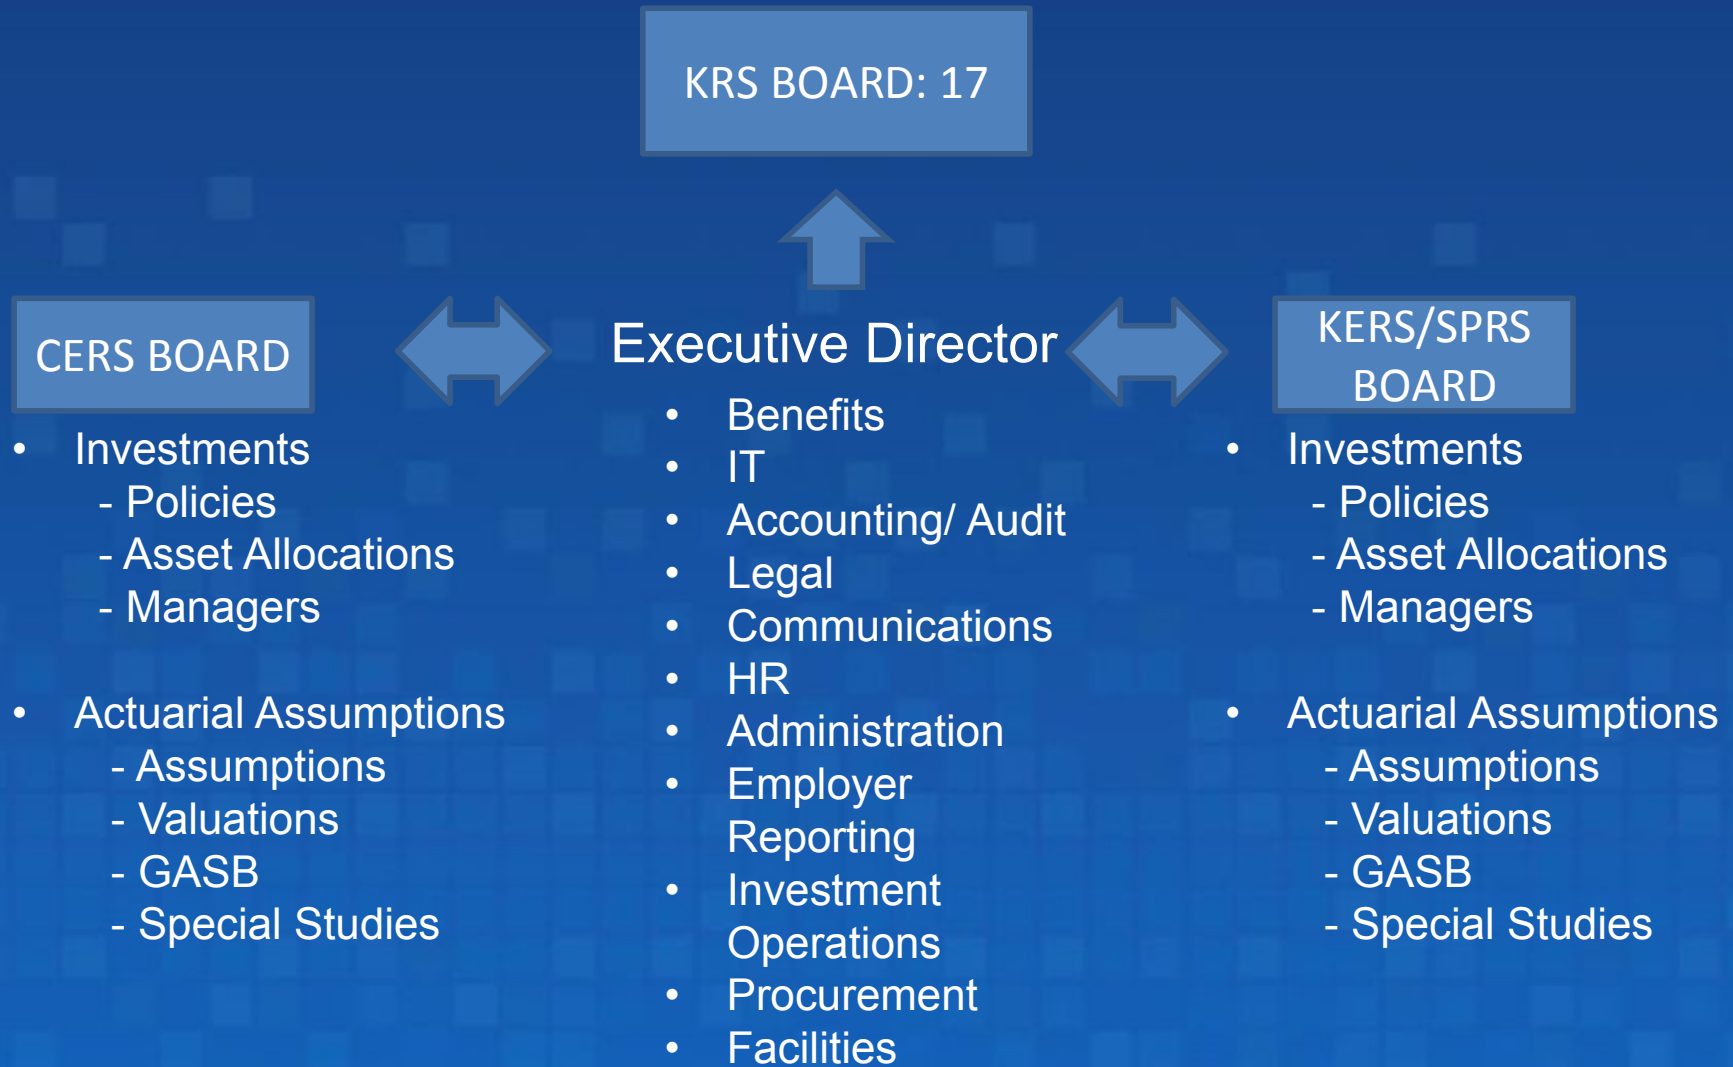 KRS BOARD: 17
CERS BOARD
• Investments
- Policies
- Asset Allocations
- Managers
• Actuarial Assumptions
- Assumptions
- Valuations
- GASB
- Special Studies
Executive Director
• Benefits
• IT
• Accounting/ Audit
• Legal
• Communications
• HR
• Administration
• Employer
Reporting
• Investment
Operations
• Procurement
• Facilities
KERS/SPRS
BOARD
• Investments
- Policies
- Asset Allocations
- Managers
• Actuarial Assumptions
- Assumptions
- Valuations
- GASB
- Special Studies